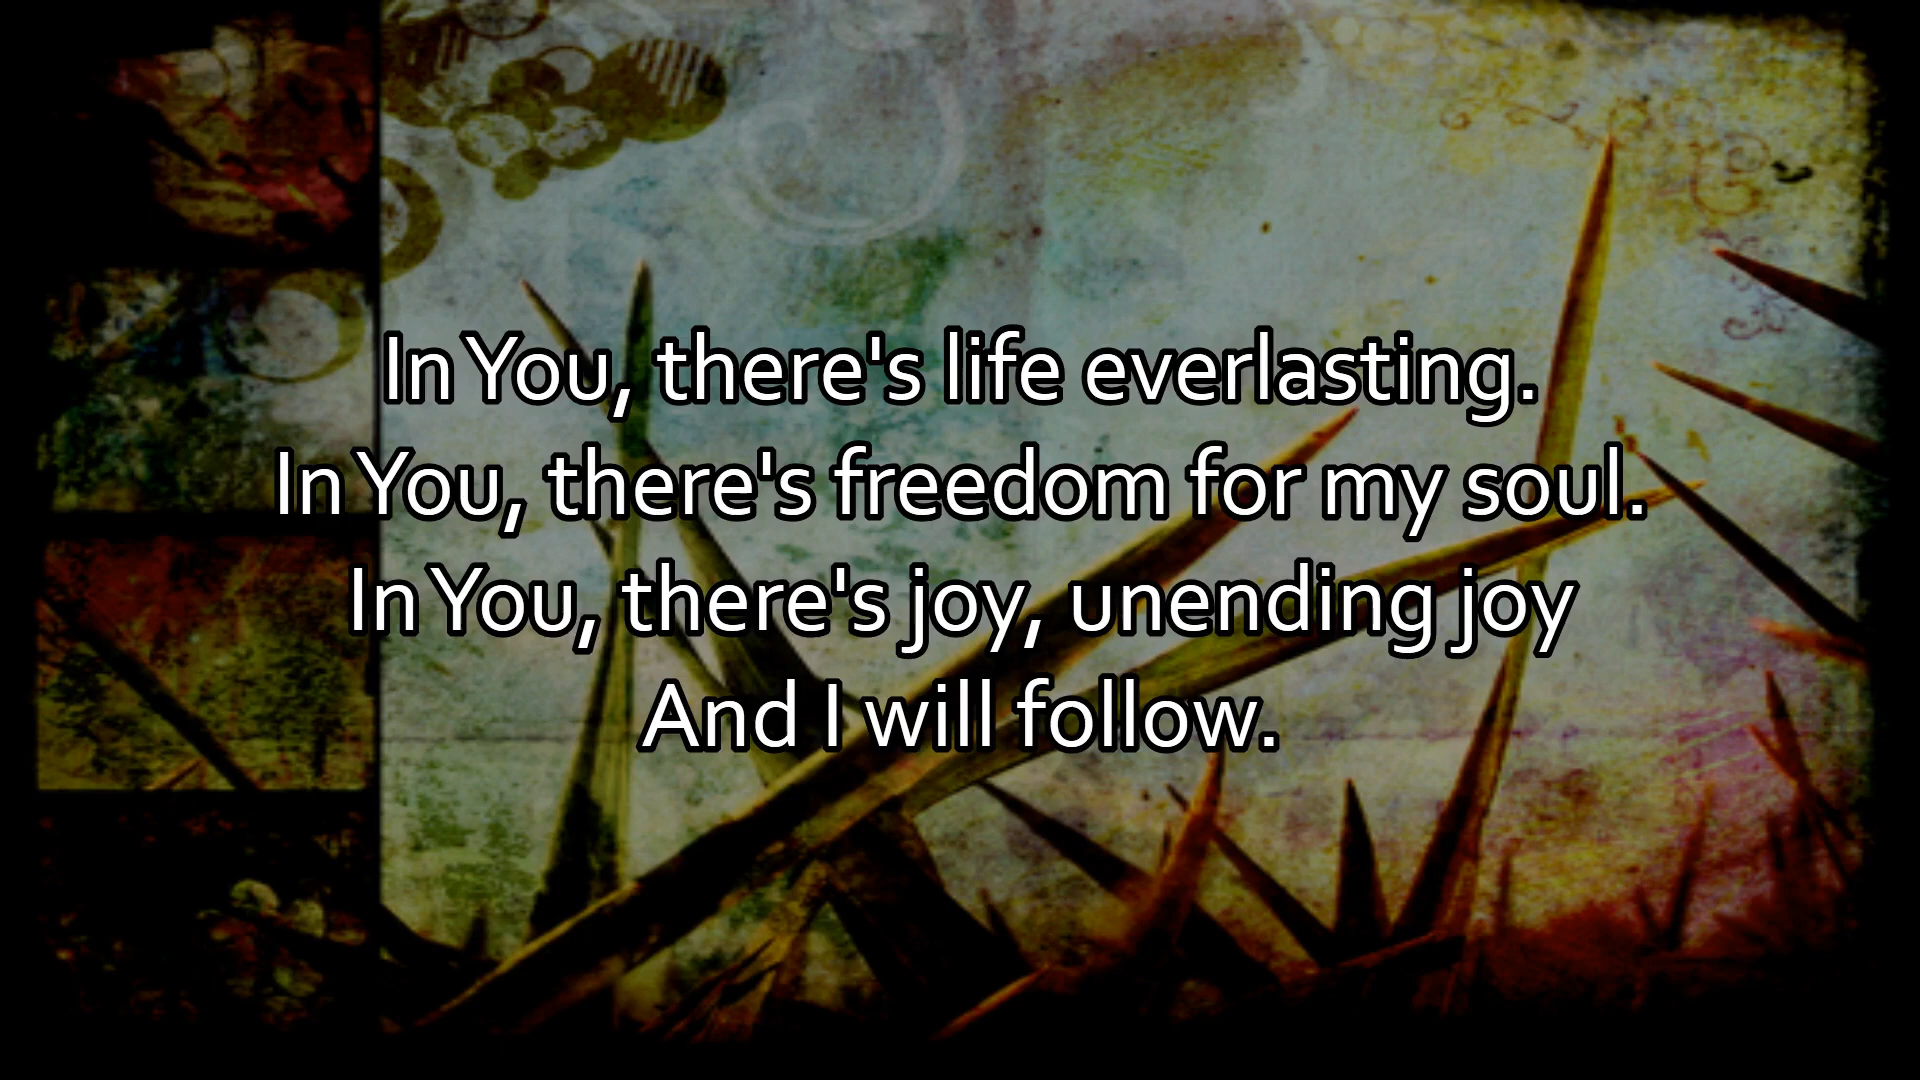 In You, there's life everlasting.
In You, there's freedom for my soul.
In You, there's joy, unending joy
And I will follow.